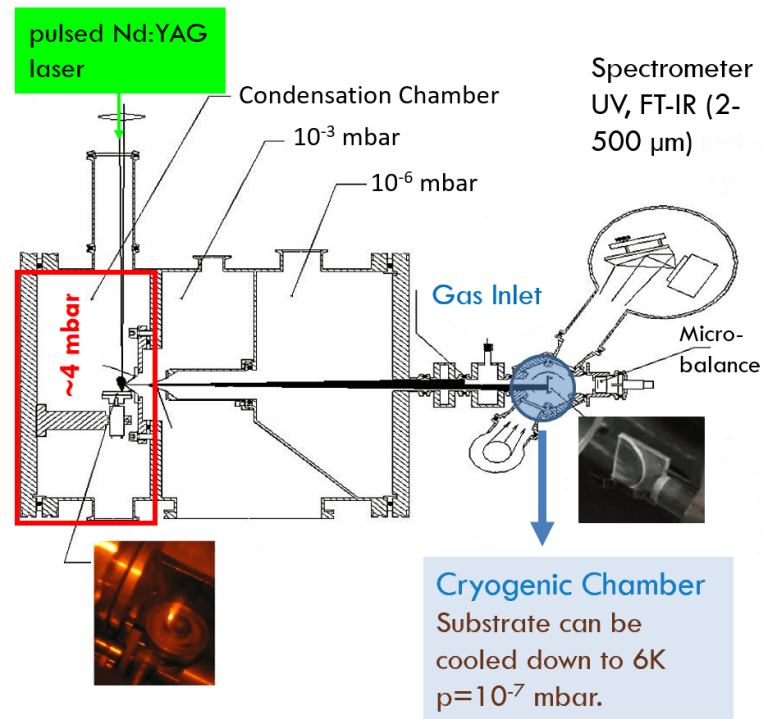 pulsed Nd:YAG
laser
Condensation Chamber
10⁻³ mbar
10⁻⁶ mbar
Spectrometer
UV, FT-IR (2-
500 µm)
~4 mbar
Gas Inlet
Micro-
balance
Cryogenic Chamber
Substrate can be
cooled down to 6K
p=10⁻⁷ mbar.